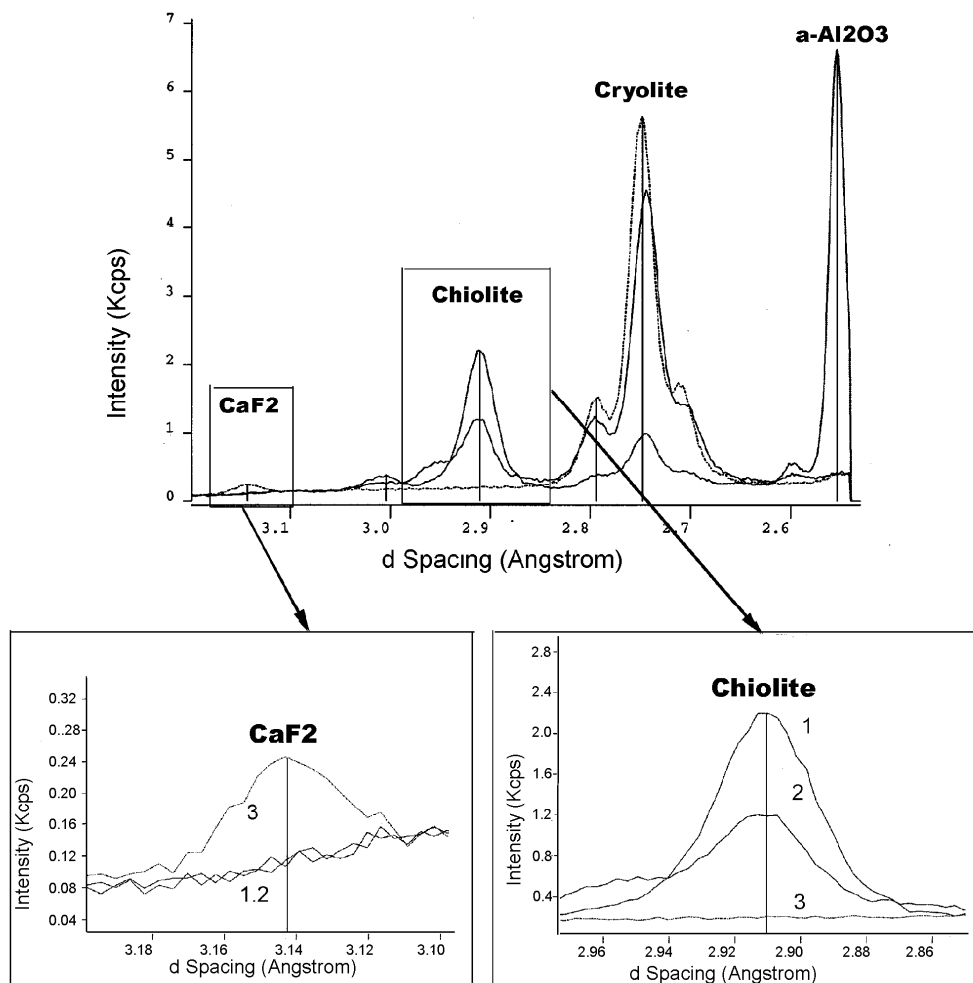 7
6
5
4
3
2
1
0
Intensity (Kcps)
CaF2
Chiolite
Cryolite
a-Al2O3
3.1 3.0 2.9 2.8 2.7 2.6
d Spacing (Angstrom)
0.32
0.28
0.24
0.20
0.16
0.12
0.08
0.04
Intensity (Kcps)
CaF2
3
1.2
3.18 3.16 3.14 3.12 3.10
d Spacing (Angstrom)
2.8
2.4
2.0
1.6
1.2
0.8
0.4
Intensity (Kcps)
Chiolite
1
2
3
2.96 2.94 2.92 2.90 2.88 2.86
d Spacing (Angstrom)